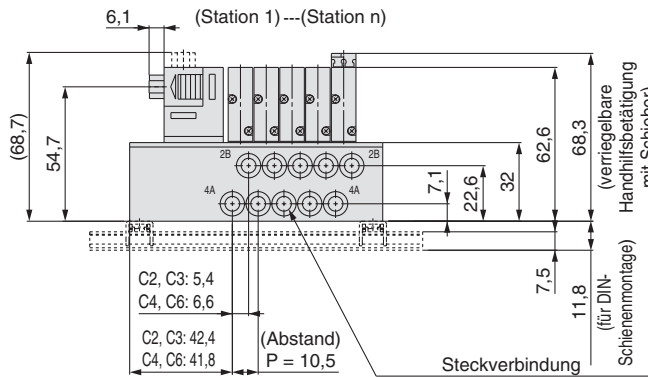 6,1
(Station 1)---(Station n)
(68,7)
54,7
2B
2B
4A
4A
7,1
22,6
32
62,6
68,3
(verriegelbare
Handhilfsbetätigung
mit Schieber)
7,5
11,8
(für DIN-
Schienenmontage)
C2, C3: 5,4
C4, C6: 6,6
C2, C3: 42,4
C4, C6: 41,8
(Abstand)
P = 10,5
Steckverbindung